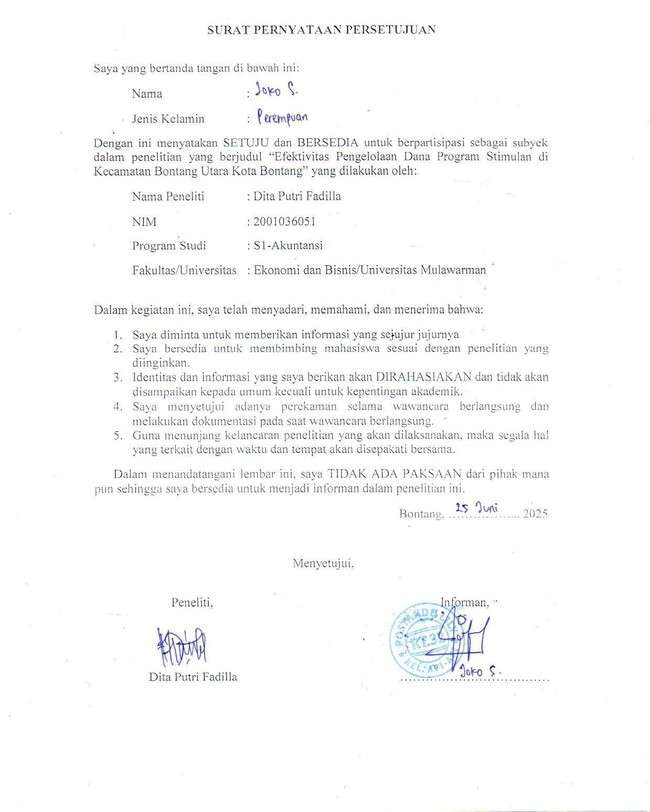 SURAT PERNYATAAN PERSETUJUAN
Saya yang bertanda tangan di bawah ini:
Nama : Joko S.
Jenis Kelamin : Perempuan
Dengan ini menyatakan SETUJU dan BERSEDIA untuk berpartisipasi sebagai subyek
dalam penelitian yang berjudul “Efektivitas Pengelolaan Dana Program Stimulan di
Kecamatan Bontang Utara Kota Bontang” yang dilakukan oleh:
Nama Peneliti : Dita Putri Fadilla
NIM : 2001036051
Program Studi : S1-Akuntansi
Fakultas/Universitas : Ekonomi dan Bisnis/Universitas Mulawarman
Dalam kegiatan ini, saya telah menyadari, memahami, dan menerima bahwa:
1. Saya diminta untuk memberikan informasi yang sejujur jujurnya
2. Saya bersedia untuk membimbing mahasiswa sesuai dengan penelitian yang
diinginkan.
3. Identitas dan informasi yang saya berikan akan DIRAHASIAKAN dan tidak akan
disampaikan kepada umum kecuali untuk kepentingan akademik.
4. Saya menyetujui adanya perekaman selama wawancara berlangsung dan
melakukan dokumentasi pada saat wawancara berlangsung.
5. Guna menunjang kelancaran penelitian yang akan dilaksanakan, maka segala hal
yang terkait dengan waktu dan tempat akan disepakati bersama.
Dalam menandatangani lembar ini, saya TIDAK ADA PAKSAAN dari pihak mana
pun sehingga saya bersedia untuk menjadi informan dalam penelitian ini.
Bontang, 25 Juni 2025
Menyetujui,
Peneliti, Informan,
Dita Putri Fadilla Joko S.